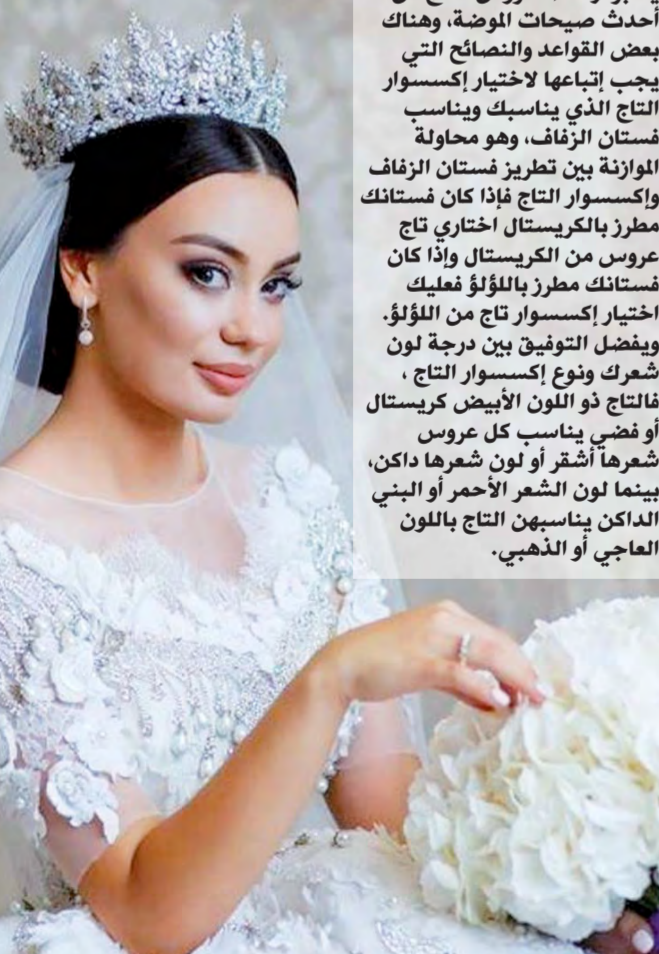 أحدث صيحات الموضة، وهناك
بعض القواعد والنصائح التي
يجب إتباعها لاختيار إكسسوار
التاج الذي يناسبك ويناسب
فستان الزفاف، وهو محاولة
الموازنة بين تطريز فستان الزفاف
وإكسسوار التاج فإذا كان فستانك
مطرز بالكريستال اختاري تاج
عروس من الكريستال وإذا كان
فستانك مطرز باللؤلؤ فعليك
اختيار إكسسوار تاج من اللؤلؤ.
ويفضل التوفيق بين درجة لون
شعرك ونوع إكسسوار التاج ،
فالتاج ذو اللون الأبيض كريستال
أو فضي يناسب كل عروس
شعرها أشقر أو لون شعرها داكن،
بينما لون الشعر الأحمر أو البني
الداكن يناسبهن التاج باللون
العاجي أو الذهبي.